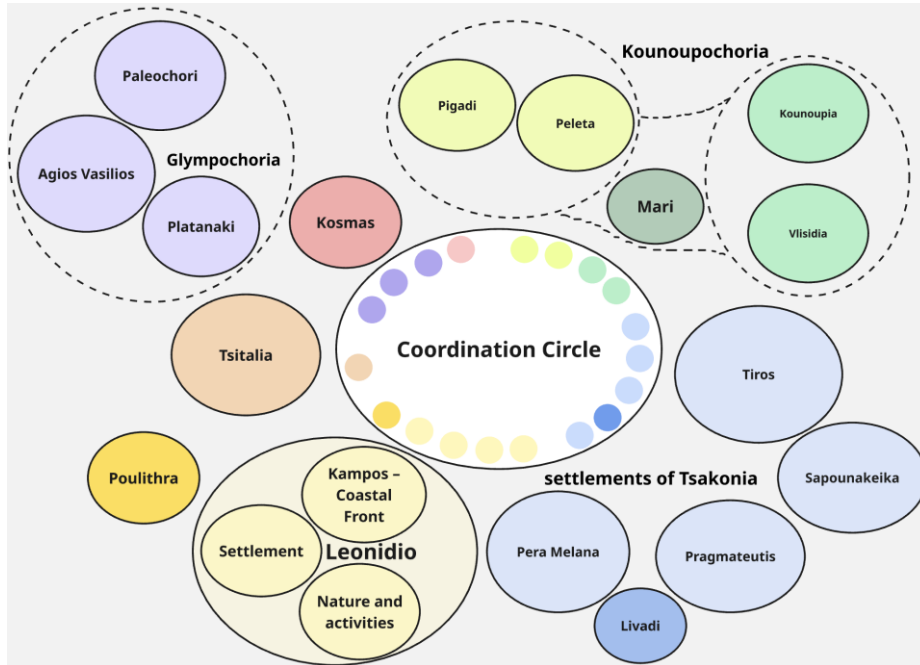 Paleochori
Agios Vasilios
Glympochoria
Platanaki
Kounoupochoria
Pigadi
Peleta
Kounoupia
Mari
Vlisidia
Kosmas
Tsitalia
Coordination Circle
Tiros
Poulithra
Kampos –
Coastal
Front
Settlement
Leonidio
Nature and
activities
settlements of Tsakonia
Sapounakeika
Pera Melana
Pragmateutis
Livadi